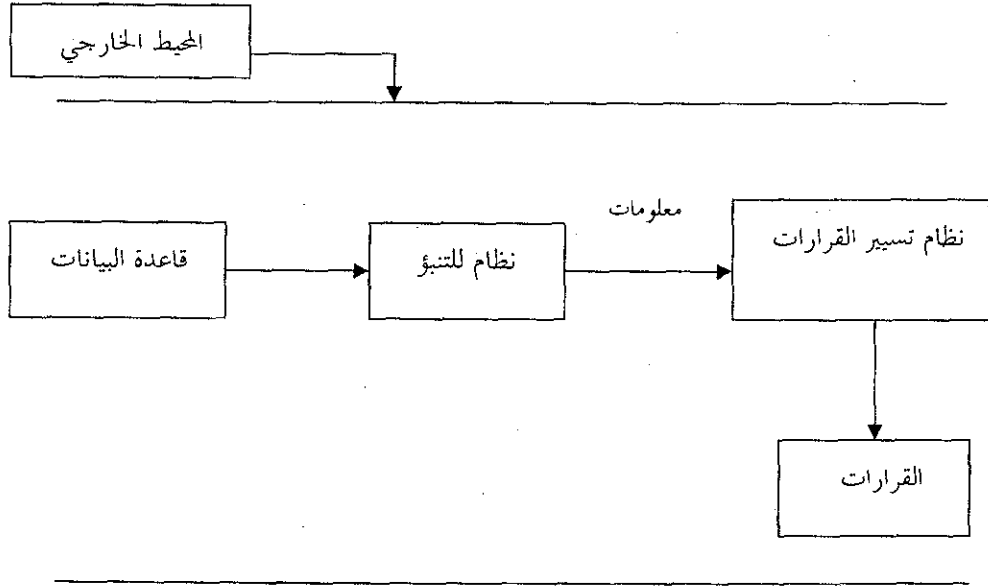 المحيط الخارجي
معلومات
نظام تسيير القرارات
نظام للتنبؤ
قاعدة البيانات
القرارات